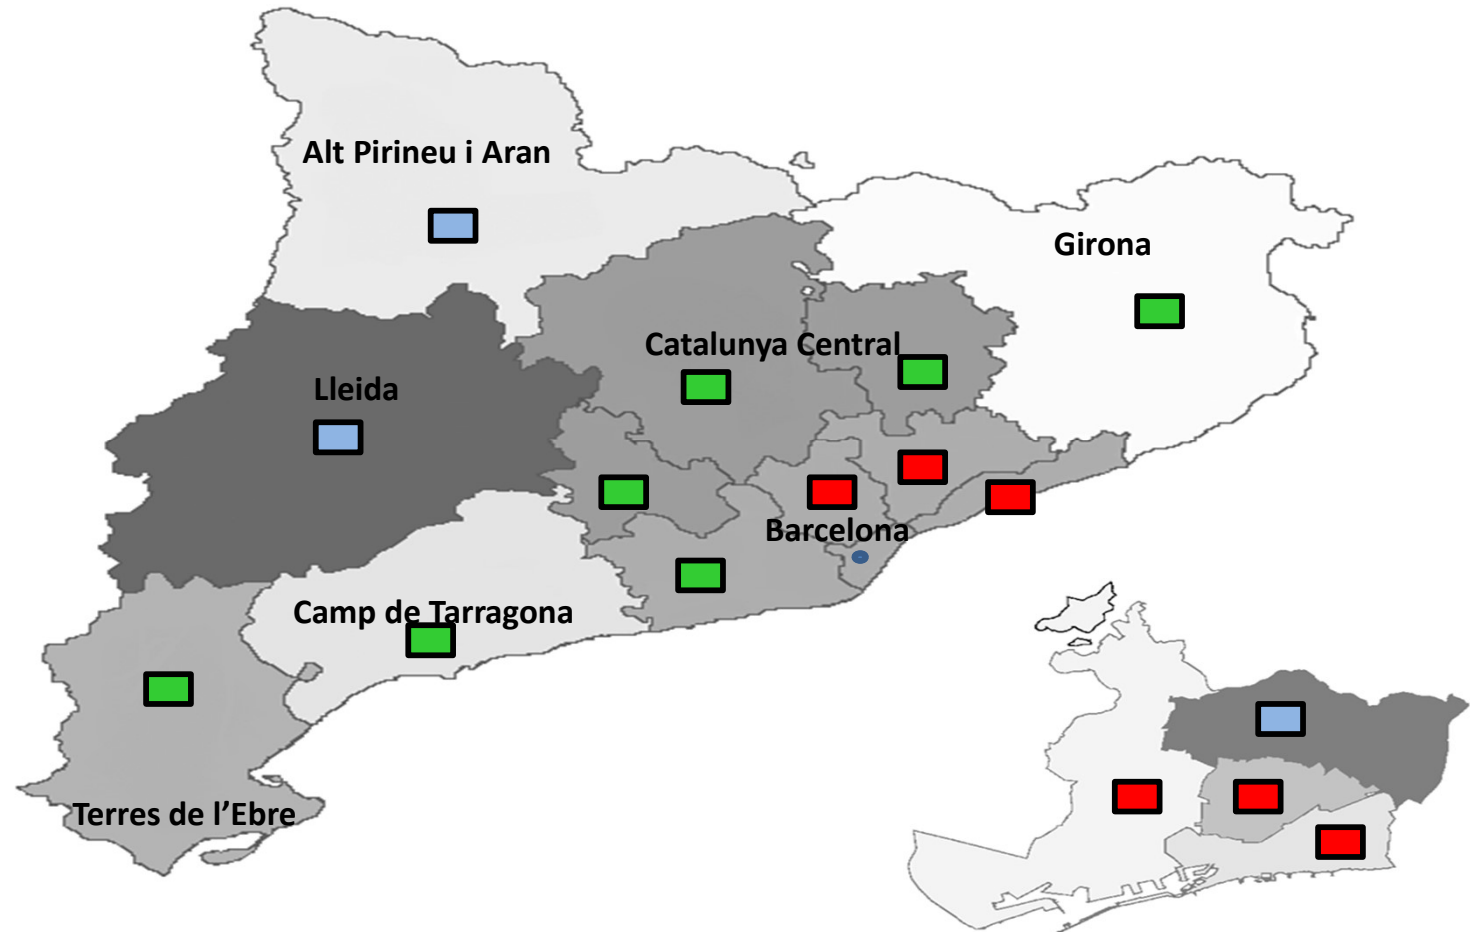 Alt Pirineu i Aran
Girona
Catalunya Central
Lleida
Barcelona
Camp de Tarragona
Terres de l’Ebre